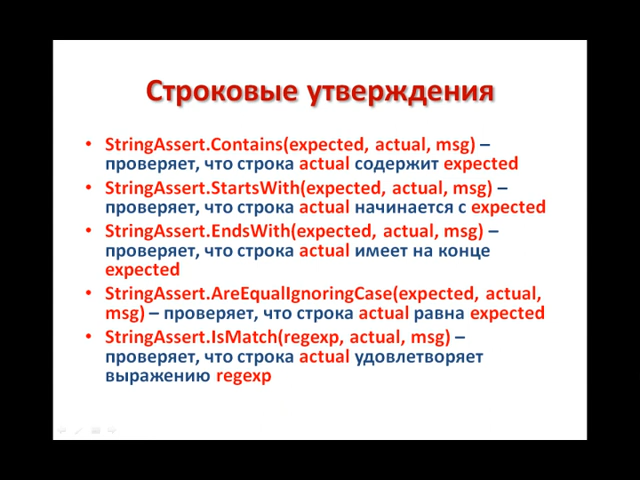 Строковые утверждения
• StringAssert.Contains(expected, actual, msg) –
проверяет, что строка actual содержит expected
• StringAssert.StartsWith(expected, actual, msg) –
проверяет, что строка actual начинается с expected
• StringAssert.EndsWith(expected, actual, msg) –
проверяет, что строка actual имеет на конце
expected
• StringAssert.AreEqualIgnoringCase(expected, actual,
msg) – проверяет, что строка actual равна expected
• StringAssert.IsMatch(regexp, actual, msg) –
проверяет, что строка actual удовлетворяет
выражению regexp